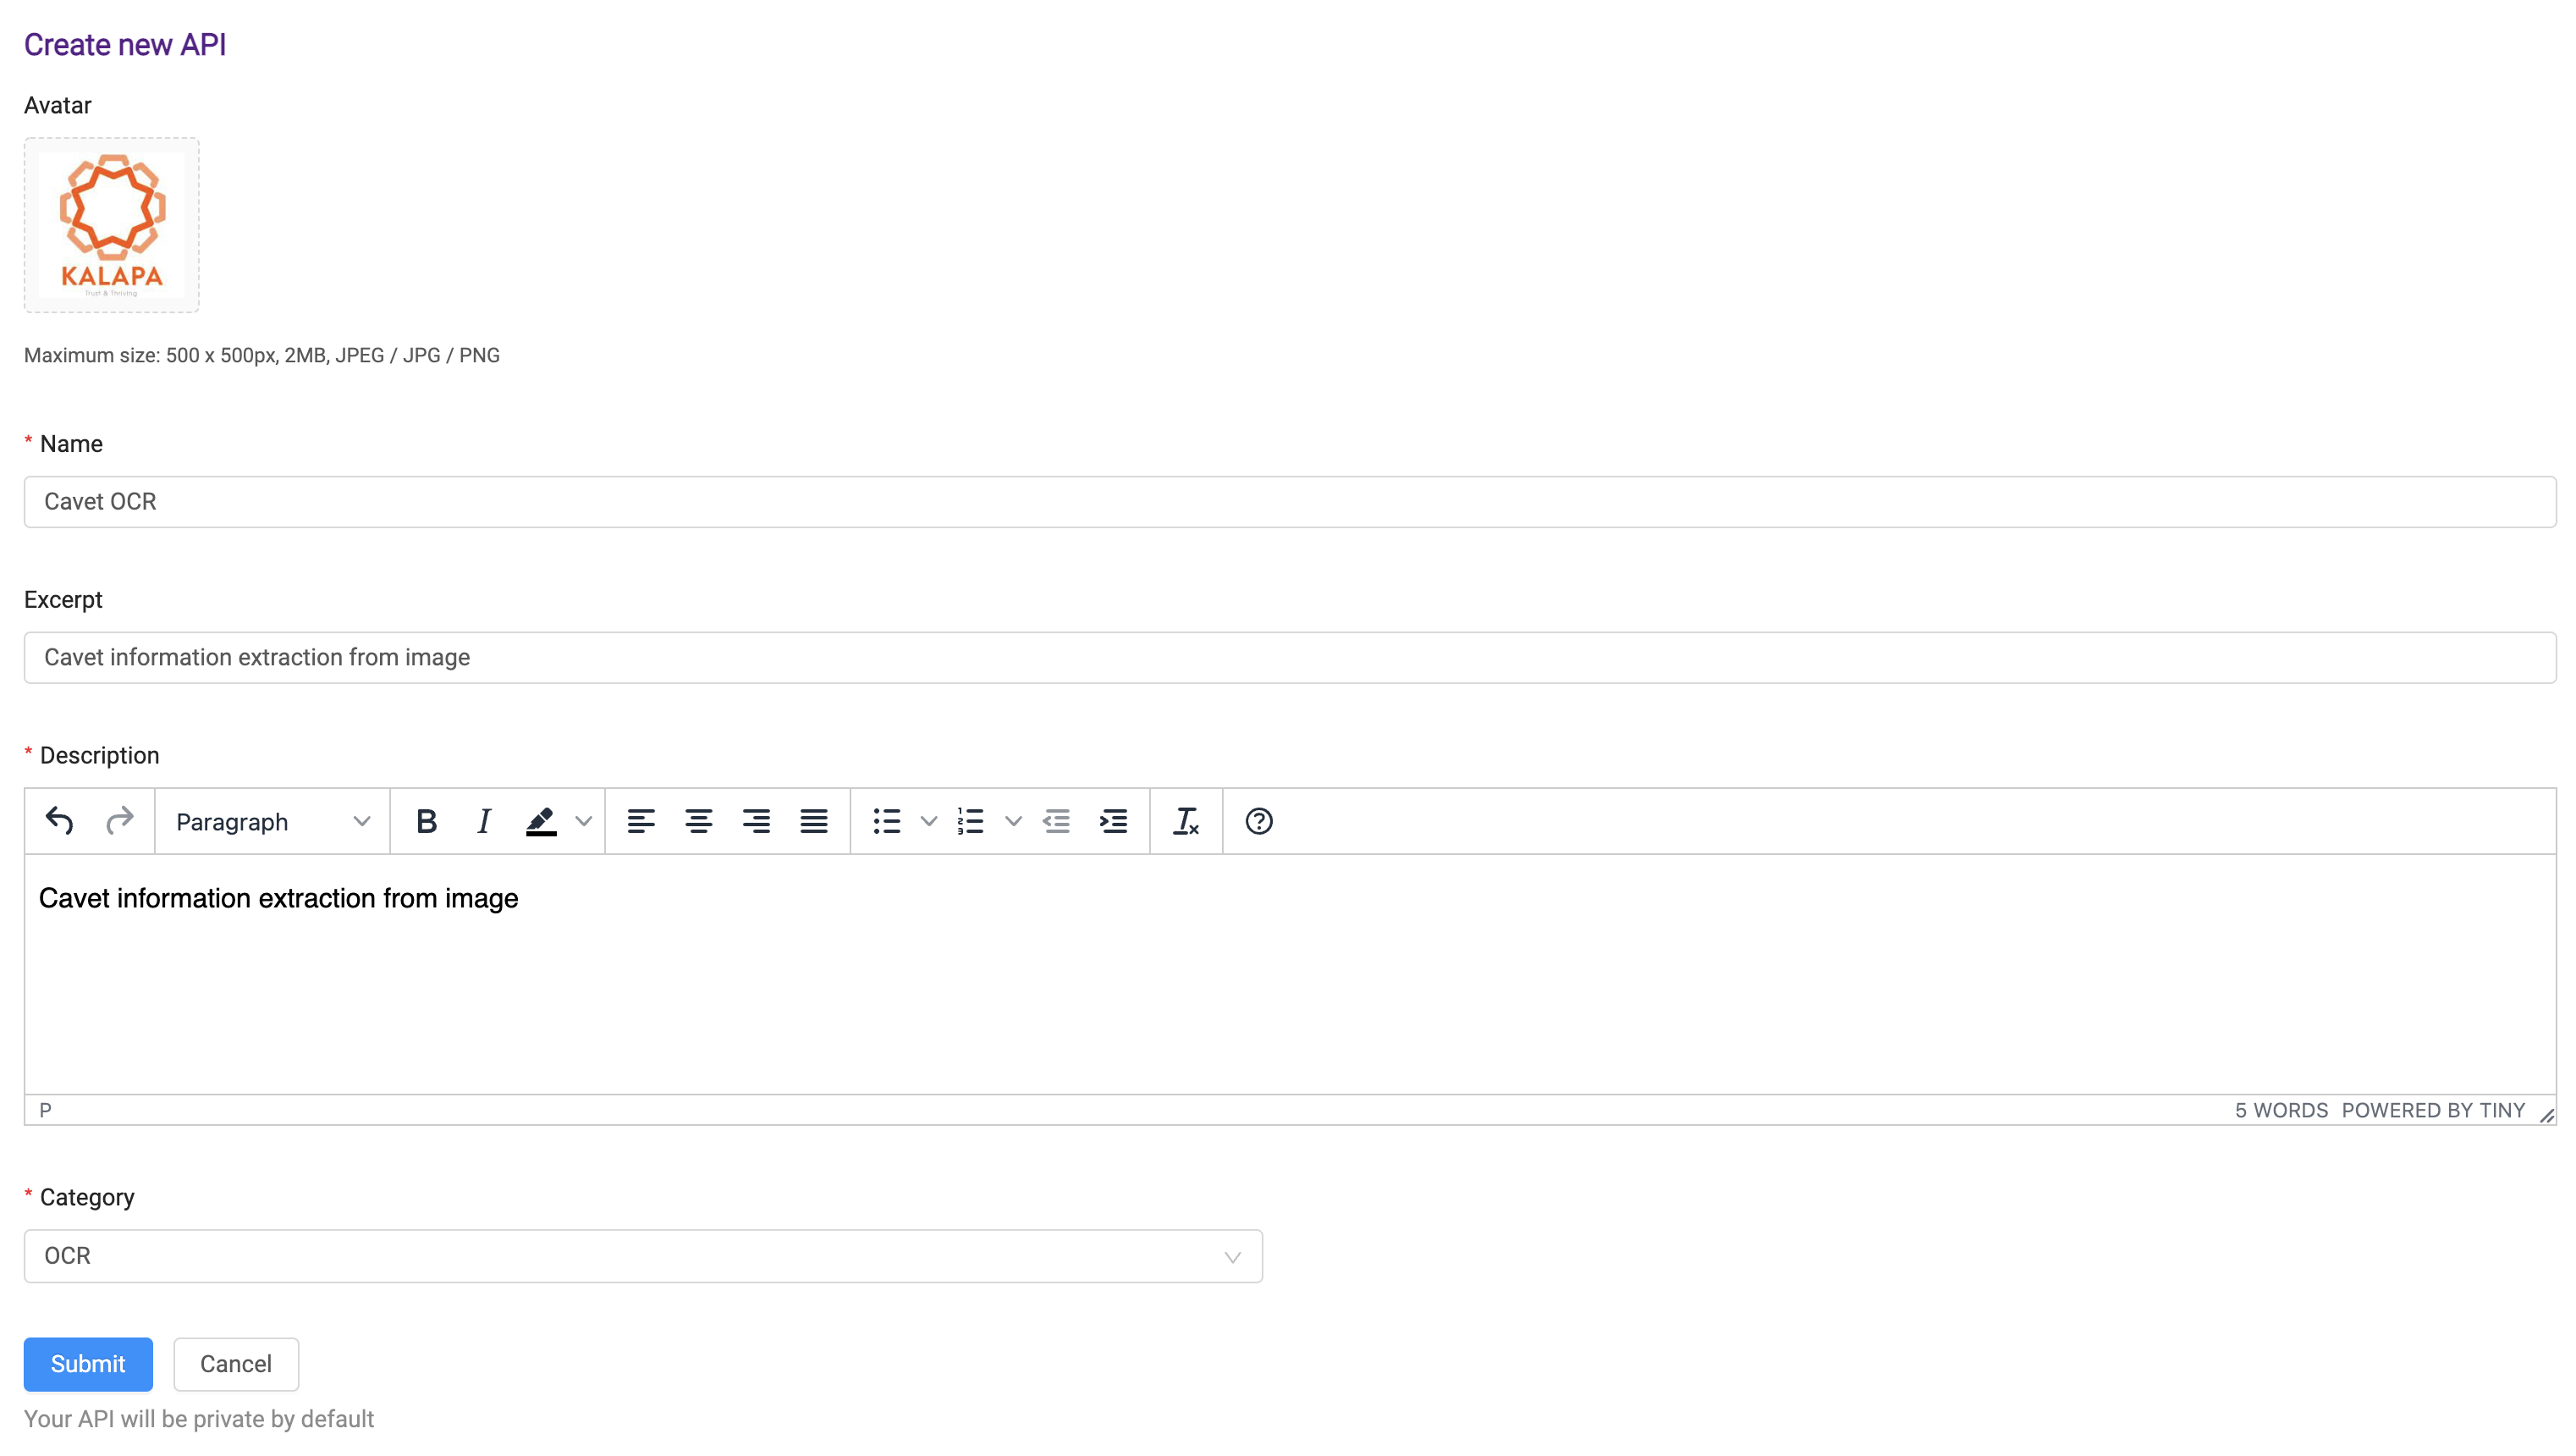 Create new API
Avatar
KALAPA
Trust & Thriving
Maximum size: 500 x 500px, 2MB, JPEG / JPG / PNG
* Name
Cavet OCR
Excerpt
Cavet information extraction from image
* Description
Paragraph
Cavet information extraction from image
P
5 WORDS POWERED BY TINY
* Category
OCR
Submit Cancel
Your API will be private by default